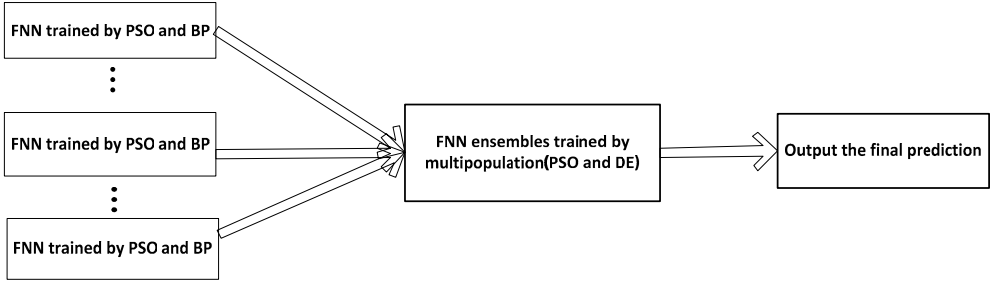 FNN trained by PSO and BP
FNN trained by PSO and BP
FNN trained by PSO and BP
FNN ensembles trained by
multipopulation(PSO and DE)
Output the final prediction